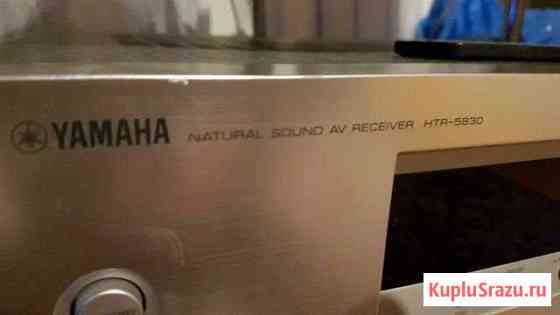 YAMAHA NATURAL SOUND AV RECEIVER HTR-5830
KupluSrazu.ru